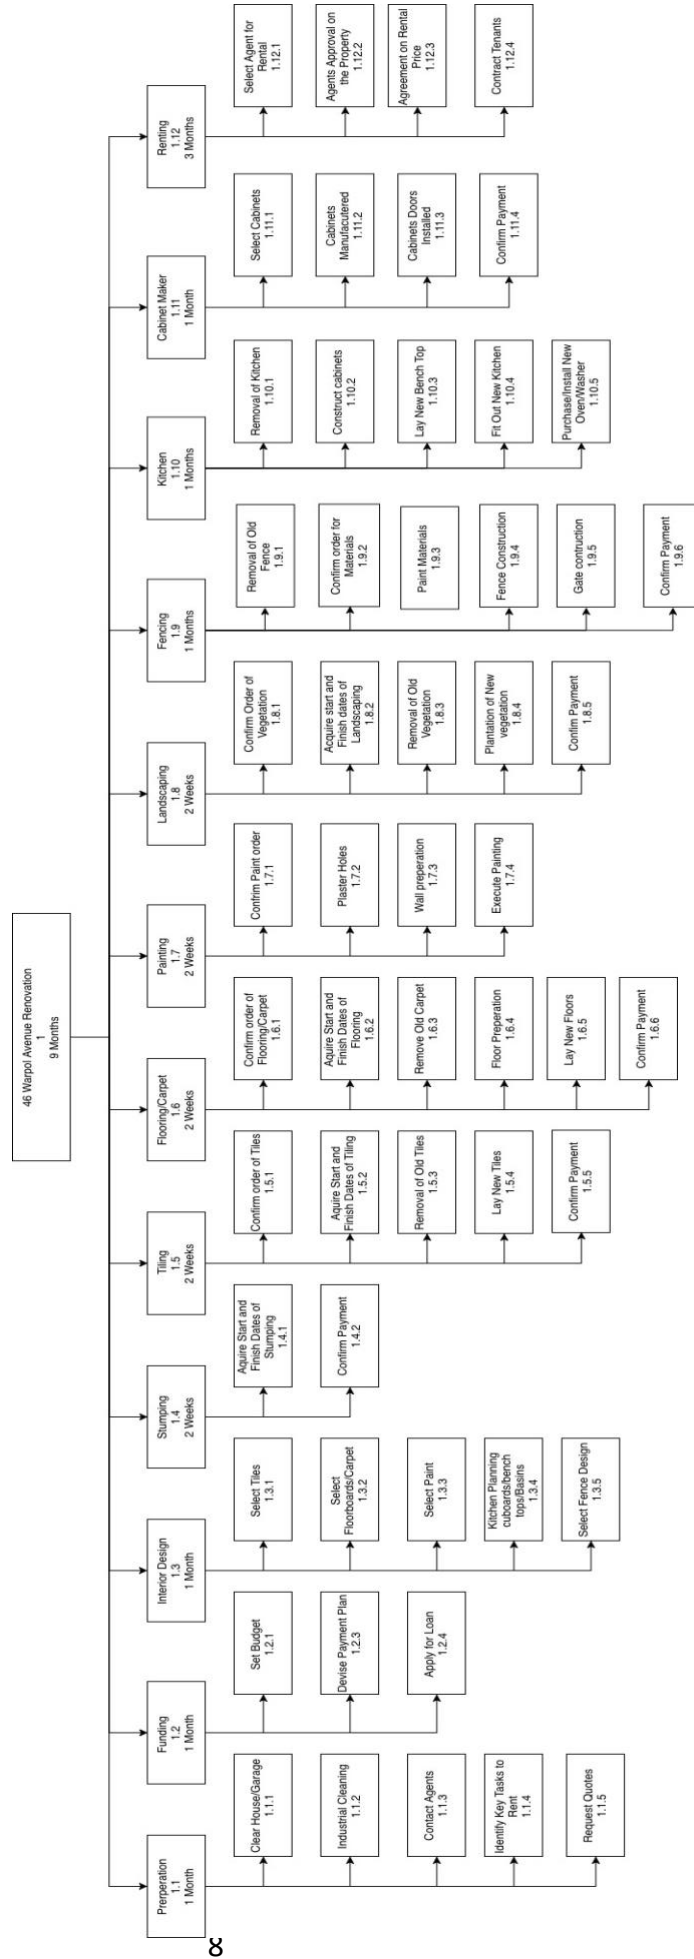 46 Warpol Avenue Renovation
1
9 Months
Prerperation
1.1
1 Month
Clear House/Garage
1.1.1
Industrial Cleaning
1.1.2
Contact Agents
1.1.3
Identify Key Tasks to
Rent
1.1.4
Request Quotes
1.1.5
Funding
1.2
1 Month
Set Budget
1.2.1
Devise Payment Plan
1.2.3
Apply for Loan
1.2.4
Interior Design
1.3
1 Month
Select Tiles
1.3.1
Select
Floorboards/Carpet
1.3.2
Select Paint
1.3.3
Kitchen Planning
cuboards/bench
tops/Basins
1.3.4
Select Fence Design
1.3.5
Stumping
1.4
2 Weeks
Aquire Start and
Finish Dates of
Stumping
1.4.1
Confirm Payment
1.4.2
Tiling
1.5
2 Weeks
Confirm order of Tiles
1.5.1
Aquire Start and
Finish Dates of Tiling
1.5.2
Removal of Old Tiles
1.5.3
Lay New Tiles
1.5.4
Confirm Payment
1.5.5
Flooring/Carpet
1.6
2 Weeks
Confirm order of
Flooring/Carpet
1.6.1
Aquire Start and
Finish Dates of
Flooring
1.6.2
Remove Old Carpet
1.6.3
Floor Preperation
1.6.4
Lay New Floors
1.6.5
Confirm Payment
1.6.6
Painting
1.7
2 Weeks
Confrim Paint order
1.7.1
Plaster Holes
1.7.2
Wall preperation
1.7.3
Execute Painting
1.7.4
Landscaping
1.8
2 Weeks
Confirm Order of
Vegetation
1.8.1
Acquire start and
Finish dates of
Landscaping
1.8.2
Removal of Old
Vegetation
1.8.3
Plantation of New
vegetation
1.8.4
Confirm Payment
1.8.5
Fencing
1.9
1 Months
Removal of Old
Fence
1.9.1
Confirm order for
Materials
1.9.2
Paint Materials
1.9.3
Fence Construction
1.9.4
Gate contruction
1.9.5
Confirm Payment
1.9.6
Kitchen
1.10
1 Months
Removal of Kitchen
1.10.1
Construct cabinets
1.10.2
Lay New Bench Top
1.10.3
Fit Out New Kitchen
1.10.4
Purchase/Install New
Oven/Washer
1.10.5
Cabinet Maker
1.11
1 Month
Select Cabinets
1.11.1
Cabinets
Manufacutered
1.11.2
Cabinets Doors
Installed
1.11.3
Confirm Payment
1.11.4
Renting
1.12
3 Months
Select Agent for
Rental
1.12.1
Agents Approval on
the Property
1.12.2
Agreement on Rental
Price
1.12.3
Contract Tenants
1.12.4
8